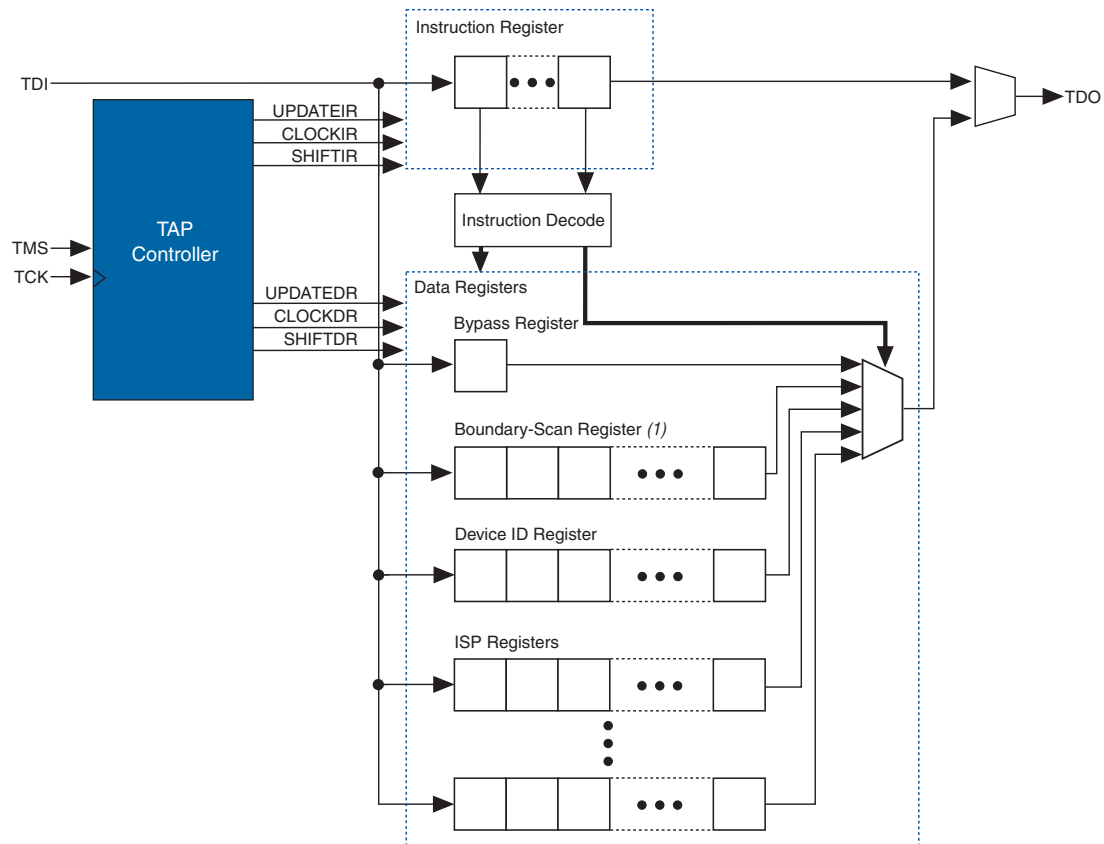 Instruction Register
TDI
TDO
UPDATEIR
CLOCKIR
SHIFTIR
TAP
Controller
Instruction Decode
TMS
TCK
Data Registers
UPDATEDR
CLOCKDR
SHIFTDR
Bypass Register
Boundary-Scan Register (1)
Device ID Register
ISP Registers